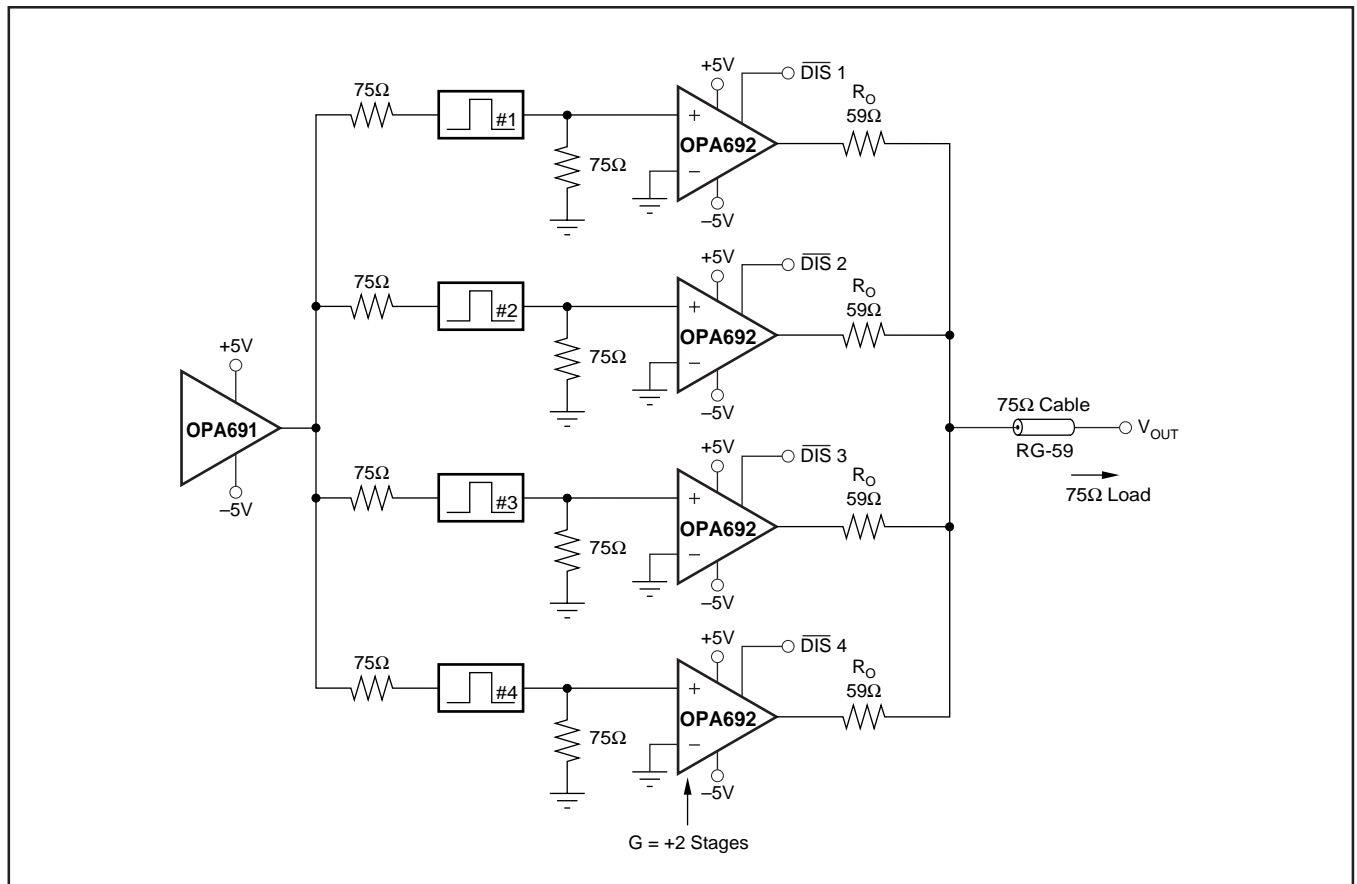 75Ω
#1
75Ω
+5V
+
OPA692
−
–5V
DIS 1
R_O
59Ω
75Ω
#2
75Ω
+5V
+
OPA692
−
–5V
DIS 2
R_O
59Ω
+5V
OPA691
–5V
75Ω Cable
RG-59
V_OUT
75Ω Load
75Ω
#3
75Ω
+5V
+
OPA692
−
–5V
DIS 3
R_O
59Ω
75Ω
#4
75Ω
+5V
+
OPA692
−
–5V
DIS 4
R_O
59Ω
G = +2 Stages